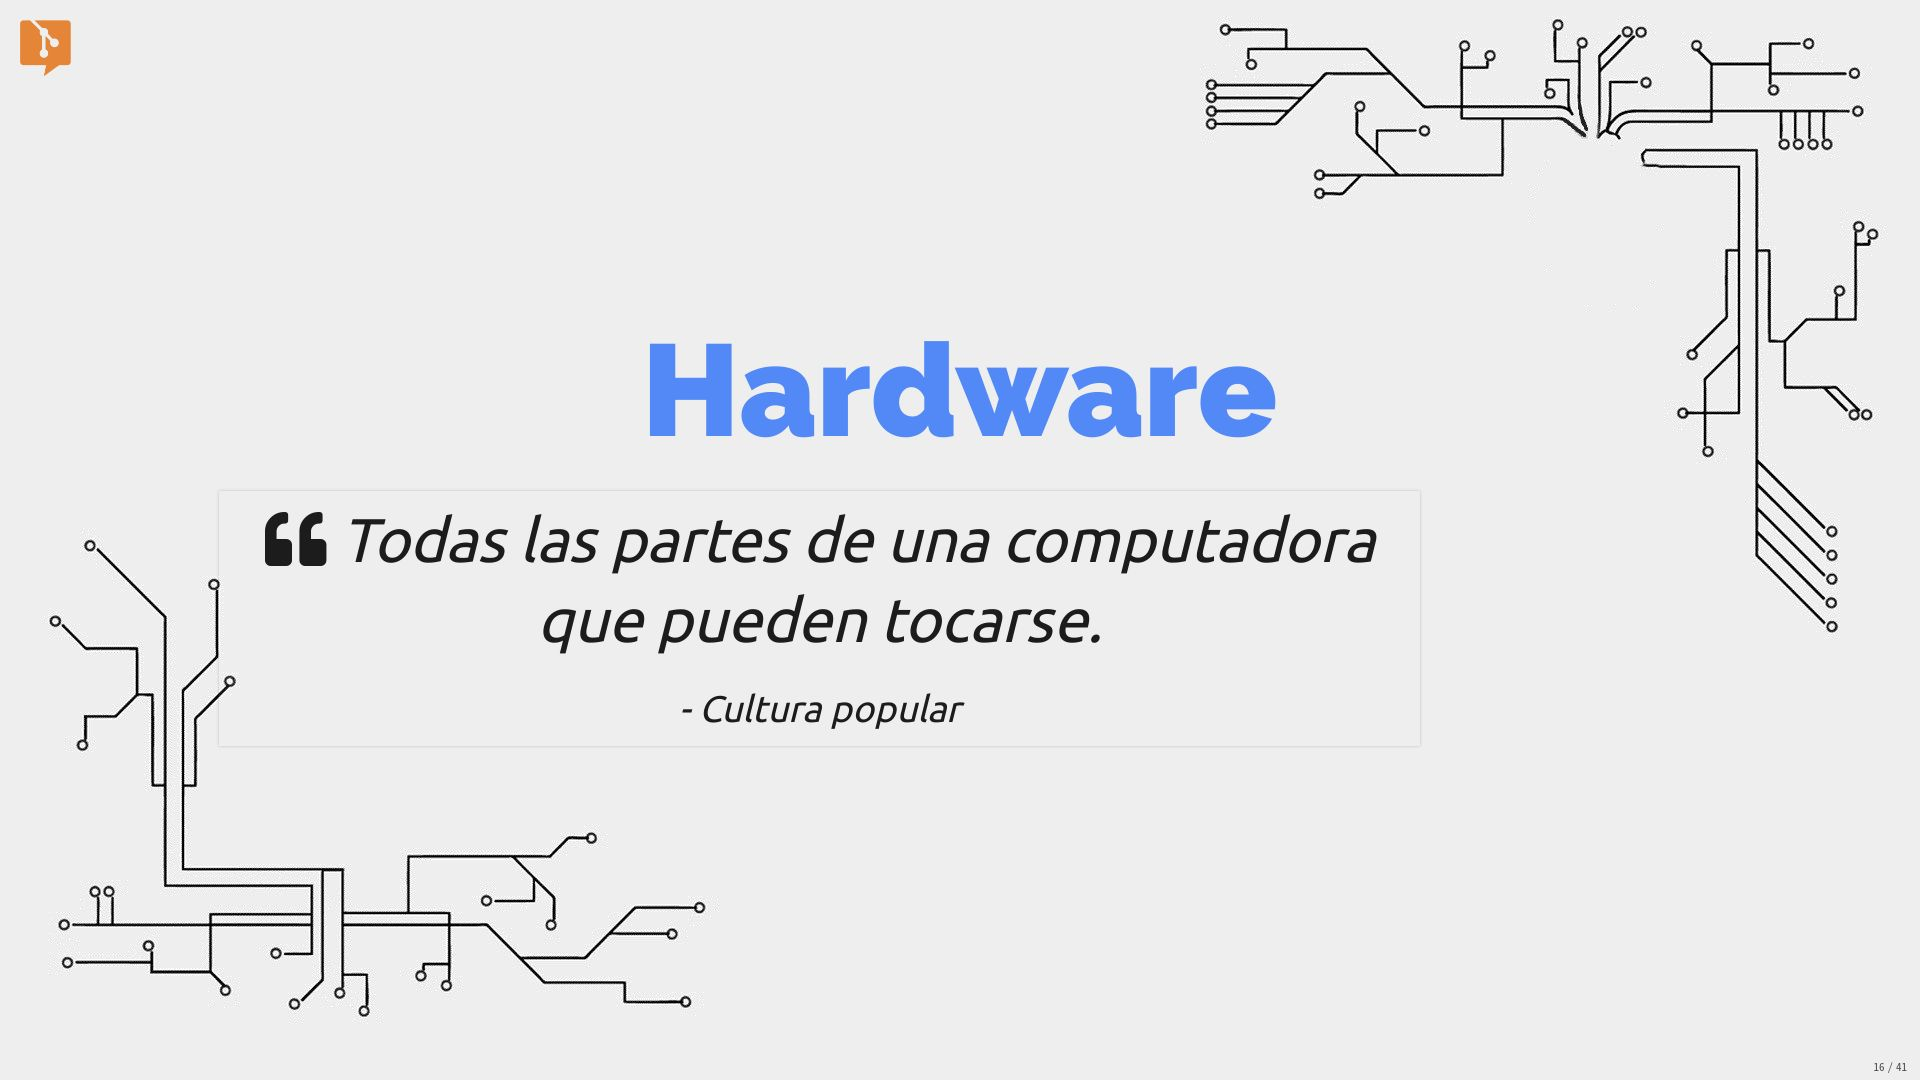 Hardware
Todas las partes de una computadora
que pueden tocarse.
- Cultura popular
16 / 41